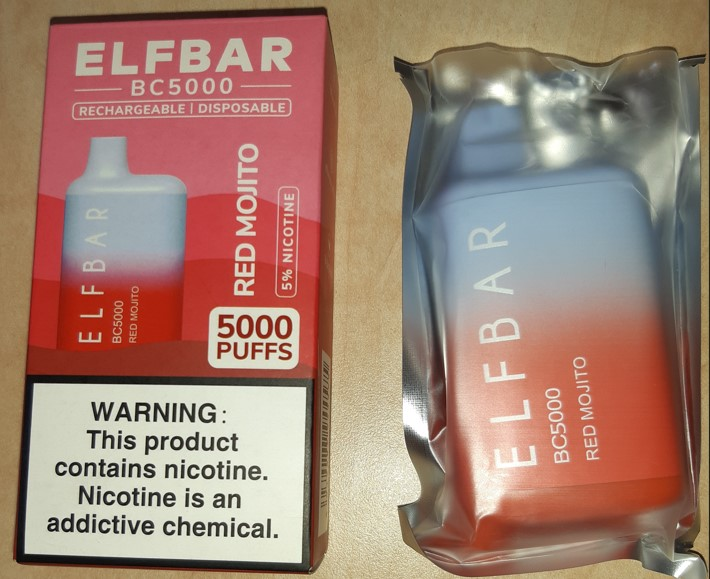 ELFBAR
BC5000
RECHARGEABLE | DISPOSABLE
RED MOJITO
5% NICOTINE
ELFBAR
BC5000
RED MOJITO
5000
PUFFS
WARNING:
This product
contains nicotine.
Nicotine is an
addictive chemical.
ELFBAR
BC5000
RED MOJITO